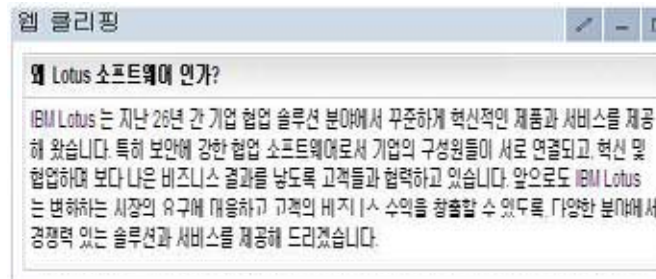 웹 클리핑
왜 Lotus 소프트웨어 인가?
IBM Lotus 는 지난 26년 간 기업 협업 솔루션 분야에서 꾸준하게 혁신적인 제품과 서비스를 제공
해 왔습니다. 특히 보안에 강한 협업 소프트웨어로서 기업의 구성원들이 서로 연결되고, 혁신 및
협업하며 보다 나은 비즈니스 결과를 낳도록 고객들과 협력하고 있습니다. 앞으로도 IBM Lotus
는 변화하는 시장의 요구에 대응하고 고객의 비즈니스 수익을 창출할 수 있도록, 다양한 분야에서
경쟁력 있는 솔루션과 서비스를 제공해 드리겠습니다.